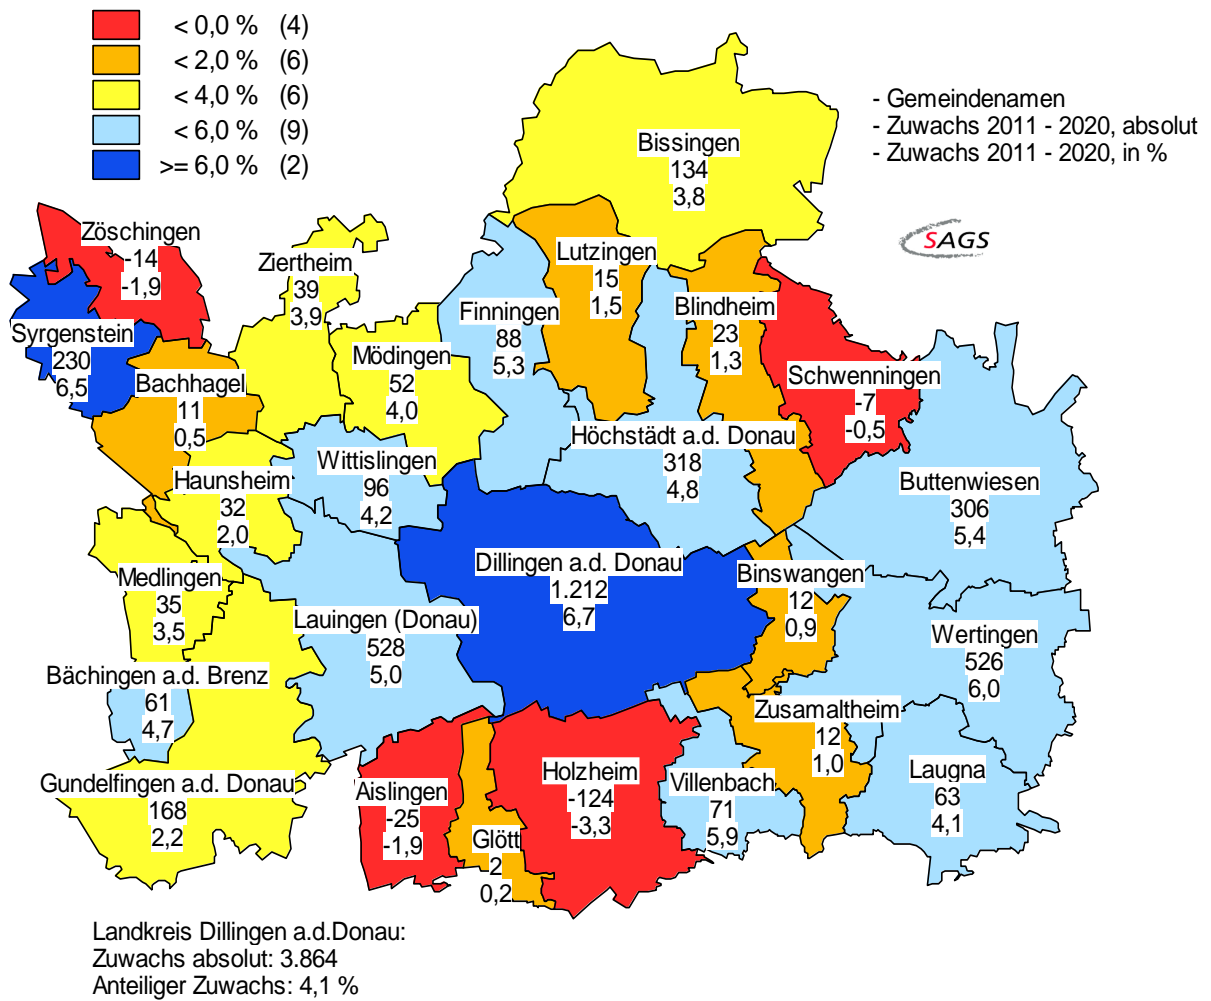 < 0,0 % (4)
< 2,0 % (6)
< 4,0 % (6)
< 6,0 % (9)
>= 6,0 % (2)
- Gemeindenamen
- Zuwachs 2011 - 2020, absolut
- Zuwachs 2011 - 2020, in %
SAGS
Bissingen
134
3,8
Zöschingen
-14
-1,9
Ziertheim
39
3,9
Lutzingen
15
1,5
Finningen
88
5,3
Blindheim
23
1,3
Syrgenstein
230
6,5
Mödingen
52
4,0
Bachhagel
11
0,5
Schwenningen
-7
-0,5
Höchstädt a.d. Donau
318
4,8
Wittislingen
96
4,2
Haunsheim
32
2,0
Buttenwiesen
306
5,4
Dillingen a.d. Donau
1.212
6,7
Binswangen
12
0,9
Medlingen
35
3,5
Lauingen (Donau)
528
5,0
Wertingen
526
6,0
Bächingen a.d. Brenz
61
4,7
Zusamaltheim
12
1,0
Gundelfingen a.d. Donau
168
2,2
Aislingen
-25
-1,9
Holzheim
-124
-3,3
Villenbach
71
5,9
Laugna
63
4,1
Glött
2
0,2
Landkreis Dillingen a.d.Donau:
Zuwachs absolut: 3.864
Anteiliger Zuwachs: 4,1 %